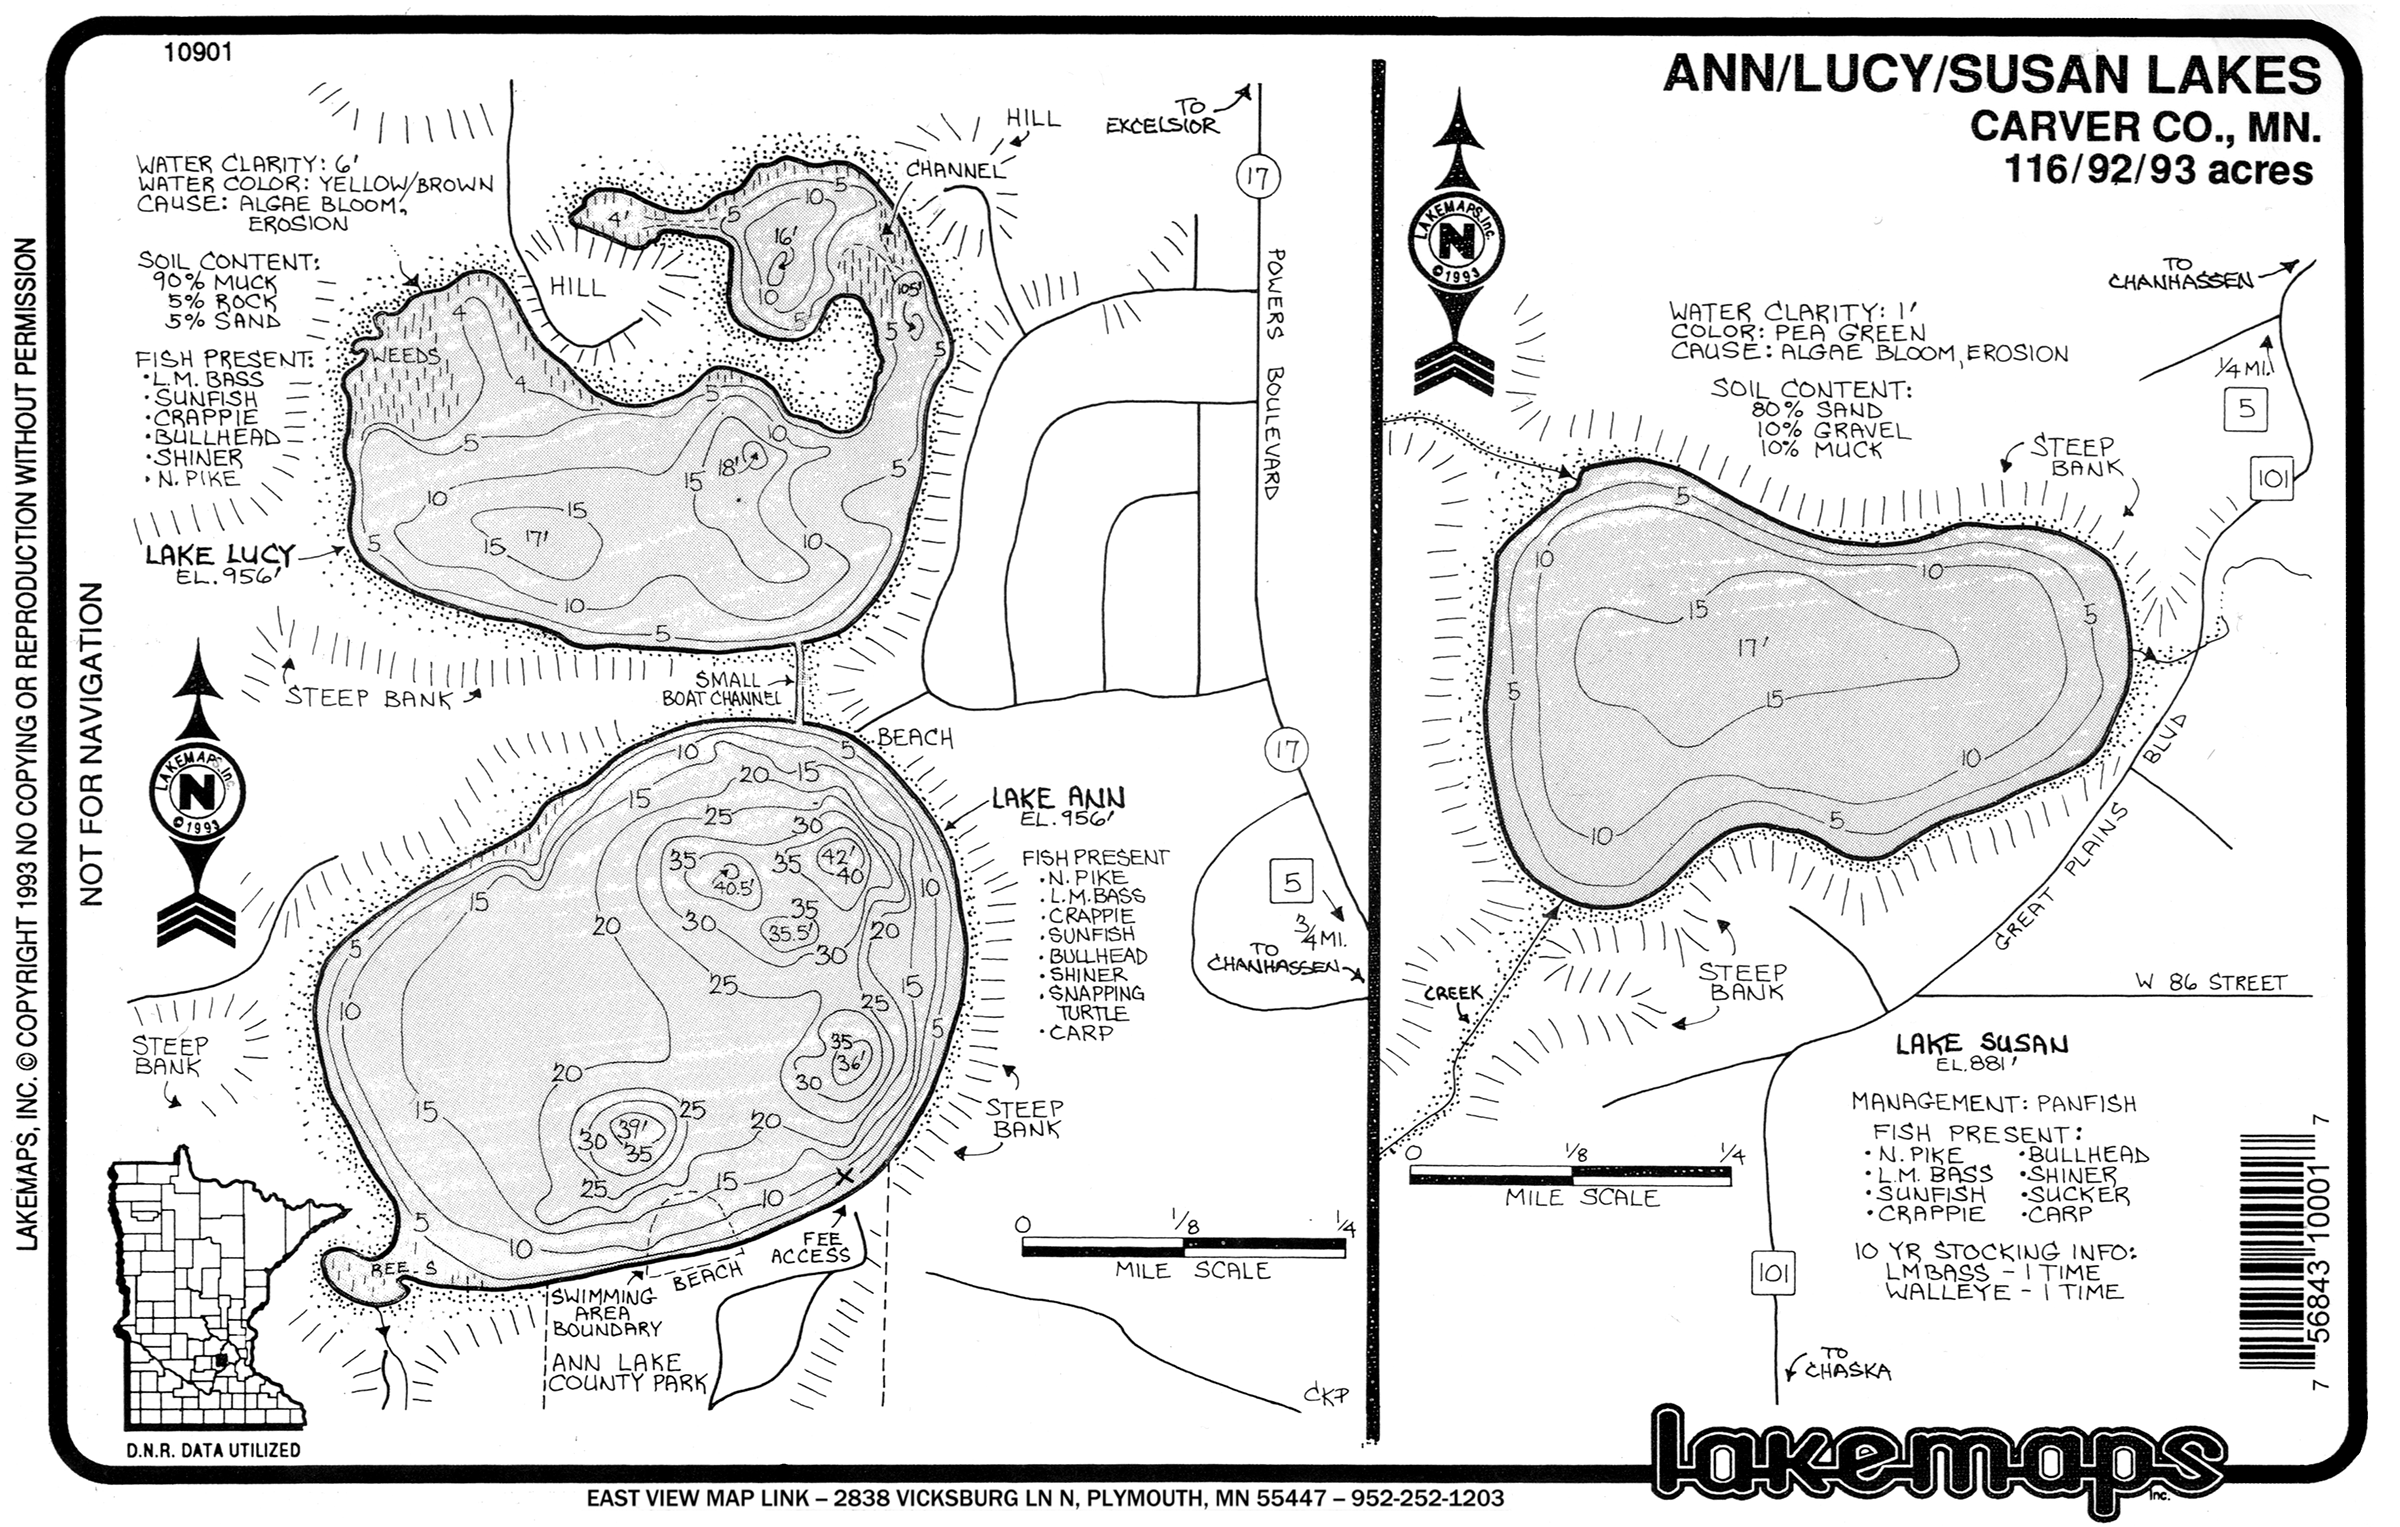 10901
ANN/LUCY/SUSAN LAKES
CARVER CO., MN.
116/92/93 acres
LAKEMAPS, INC. © COPYRIGHT 1993 NO COPYING OR REPRODUCTION WITHOUT PERMISSION
NOT FOR NAVIGATION
WATER CLARITY: 6'
WATER COLOR: YELLOW/BROWN
CAUSE: ALGAE BLOOM,
EROSION
SOIL CONTENT:
90% MUCK
5% ROCK
5% SAND
FISH PRESENT:
•L.M. BASS
•SUNFISH
•CRAPPIE
•BULLHEAD
•SHINER
•N. PIKE
LAKE LUCY
EL. 956'
HILL
CHANNEL
HILL
TO
EXCELSIOR
17
POWERS BOULEVARD
4'
5
10
5
16'
10
5
105'
5
5
4
WEEDS
4
5
5
10
18'
15
5
10
15
15
17'
5
10
10
5
STEEP BANK
SMALL
BOAT CHANNEL
LAKEMAPS, Inc.
N
©1993
BEACH
17
LAKE ANN
EL. 956'
FISH PRESENT
•N. PIKE
•L.M. BASS
•CRAPPIE
•SUNFISH
•BULLHEAD
•SHINER
•SNAPPING
TURTLE
•CARP
10
5
20
15
15
25
30
35
35
42'
40
40.5'
10
15
35
20
30
35.5'
20
30
5
25
15
10
25
5
35
36'
20
30
15
25
20
39'
30
35
25
15
10
5
10
REE S
X
FEE
ACCESS
BEACH
SWIMMING
AREA
BOUNDARY
ANN LAKE
COUNTY PARK
STEEP
BANK
STEEP
BANK
5
3/4 MI.
TO
CHANHASSEN
0 1/8 1/4
MILE SCALE
CKP
D.N.R. DATA UTILIZED
LAKEMAPS, Inc.
N
©1993
WATER CLARITY: 1'
COLOR: PEA GREEN
CAUSE: ALGAE BLOOM, EROSION
SOIL CONTENT:
80% SAND
10% GRAVEL
10% MUCK
TO
CHANHASSEN
1/4 MI.
5
101
STEEP
BANK
5
10
10
15
5
17'
5
15
10
10
5
GREAT PLAINS BLVD
STEEP
BANK
CREEK
W 86 STREET
LAKE SUSAN
EL. 881'
MANAGEMENT: PANFISH
FISH PRESENT:
•N. PIKE •BULLHEAD
•L.M. BASS •SHINER
•SUNFISH •SUCKER
•CRAPPIE •CARP
10 YR STOCKING INFO:
LMBASS – 1 TIME
WALLEYE – 1 TIME
0 1/8 1/4
MILE SCALE
101
TO
CHASKA
7 56843 10001 7
lakemaps Inc.
EAST VIEW MAP LINK – 2838 VICKSBURG LN N, PLYMOUTH, MN 55447 – 952-252-1203